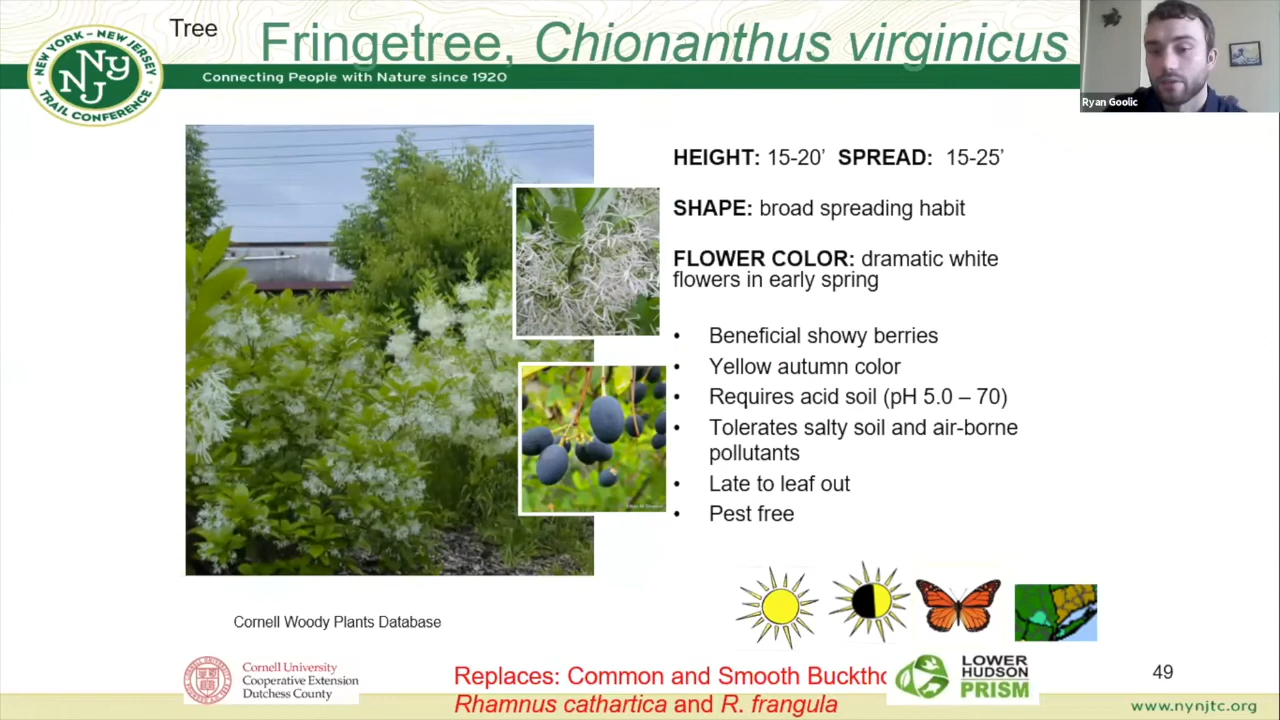 Tree
Fringetree, Chionanthus virginicus
Ryan Goolic
NEW YORK - NEW JERSEY
NY NJ
TRAIL CONFERENCE
Connecting People with Nature since 1920
HEIGHT: 15-20’ SPREAD: 15-25’
SHAPE: broad spreading habit
FLOWER COLOR: dramatic white
flowers in early spring
• Beneficial showy berries
• Yellow autumn color
• Requires acid soil (pH 5.0 – 70)
• Tolerates salty soil and air-borne
pollutants
• Late to leaf out
• Pest free
Cornell Woody Plants Database
Cornell University
Cooperative Extension
Dutchess County
Replaces: Common and Smooth Bucktho
Rhamnus cathartica and R. frangula
LOWER
HUDSON
PRISM
49
www.nynjtc.org